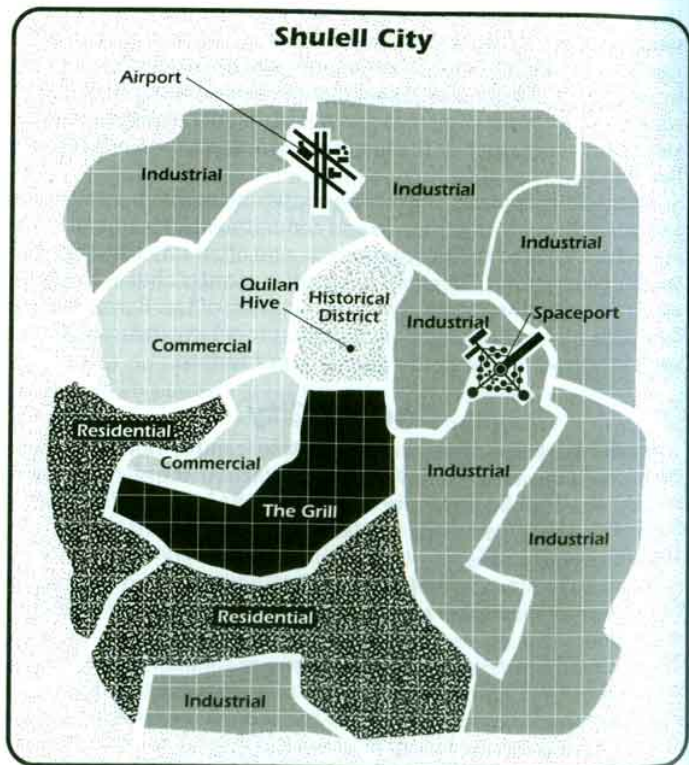 Shulell City
Airport
Industrial
Industrial
Industrial
Quilan
Hive
Historical
District
Industrial
Spaceport
Commercial
Residential
Commercial
Industrial
The Grill
Industrial
Residential
Industrial